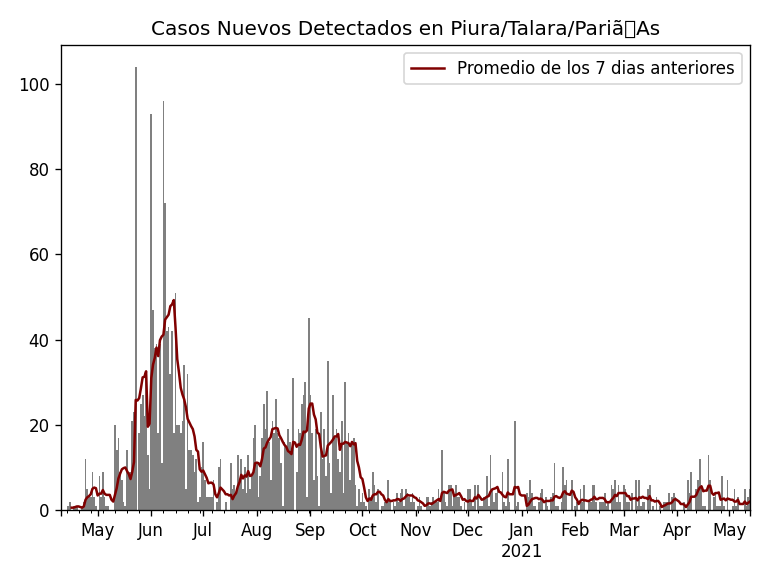 Casos Nuevos Detectados en Piura/Talara/Pariã�As
Promedio de los 7 dias anteriores
100
80
60
40
20
0
May Jun Jul Aug Sep Oct Nov Dec Jan Feb Mar Apr May
2021